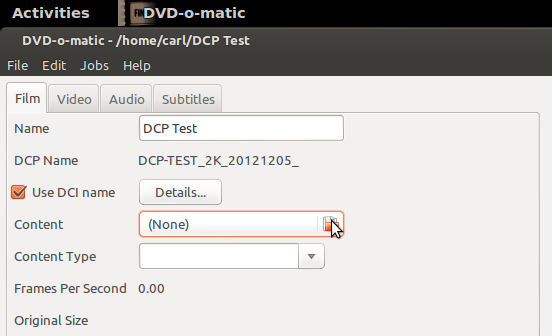 Activities DVD-o-matic
DVD-o-matic - /home/carl/DCP Test
File Edit Jobs Help
Film Video Audio Subtitles
Name DCP Test
DCP Name DCP-TEST_2K_20121205_
Use DCI name Details...
Content (None)
Content Type
Frames Per Second 0.00
Original Size